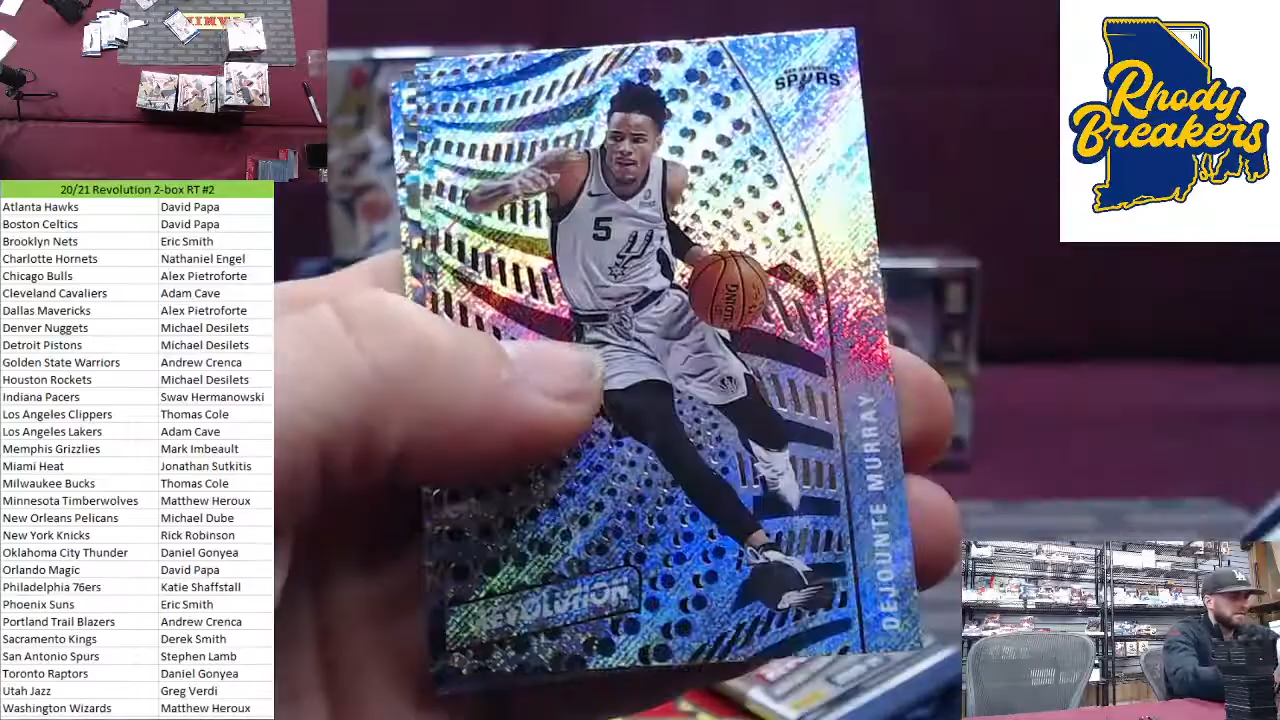 PANINI
20/21 Revolution 2-box RT #2
Atlanta Hawks David Papa
Boston Celtics David Papa
Brooklyn Nets Eric Smith
Charlotte Hornets Nathaniel Engel
Chicago Bulls Alex Pietroforte
Cleveland Cavaliers Adam Cave
Dallas Mavericks Alex Pietroforte
Denver Nuggets Michael Desilets
Detroit Pistons Michael Desilets
Golden State Warriors Andrew Crenca
Houston Rockets Michael Desilets
Indiana Pacers Swav Hermanowski
Los Angeles Clippers Thomas Cole
Los Angeles Lakers Adam Cave
Memphis Grizzlies Mark Imbeault
Miami Heat Jonathan Sutkitis
Milwaukee Bucks Thomas Cole
Minnesota Timberwolves Matthew Heroux
New Orleans Pelicans Michael Dube
New York Knicks Rick Robinson
Oklahoma City Thunder Daniel Gonyea
Orlando Magic David Papa
Philadelphia 76ers Katie Shaffstall
Phoenix Suns Eric Smith
Portland Trail Blazers Andrew Crenca
Sacramento Kings Derek Smith
San Antonio Spurs Stephen Lamb
Toronto Raptors Daniel Gonyea
Utah Jazz Greg Verdi
Washington Wizards Matthew Heroux
SAN ANTONIO
SPURS
5
REVOLUTION
DEJOUNTE MURRAY
Rhody
Breakers
1/1